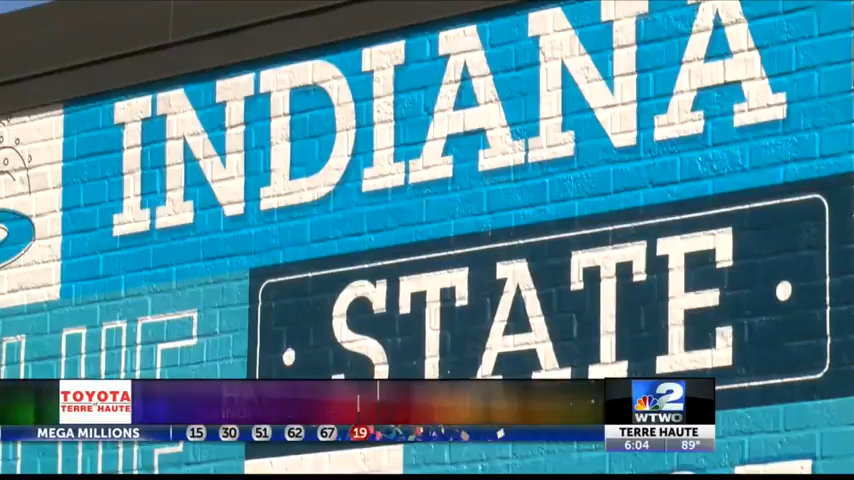 INDIANA
STATE
TOYOTA
of
TERRE HAUTE
MEGA MILLIONS 15 30 51 62 67 19
2
WTWO
TERRE HAUTE
6:04 89°